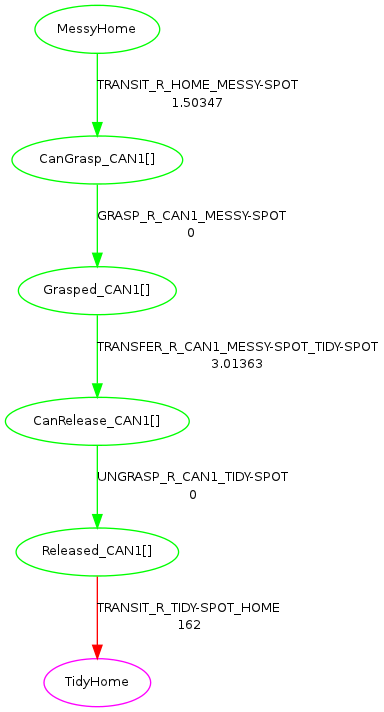 MessyHome
TRANSIT_R_HOME_MESSY-SPOT
1.50347
CanGrasp_CAN1[]
GRASP_R_CAN1_MESSY-SPOT
0
Grasped_CAN1[]
TRANSFER_R_CAN1_MESSY-SPOT_TIDY-SPOT
3.01363
CanRelease_CAN1[]
UNGRASP_R_CAN1_TIDY-SPOT
0
Released_CAN1[]
TRANSIT_R_TIDY-SPOT_HOME
162
TidyHome